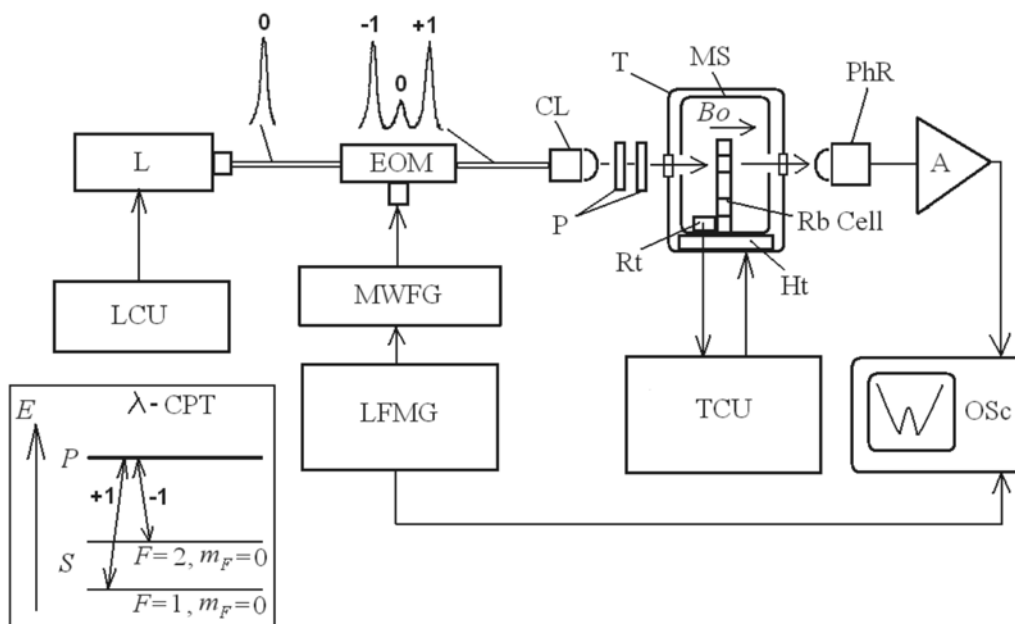 0
-1
+1
0
L
EOM
CL
P
T
MS
Bo
Rb Cell
Rt
Ht
PhR
A
LCU
MWFG
LFMG
TCU
OSc
λ - CPT
E
P
+1
-1
S
F=2, m_F=0
F=1, m_F=0